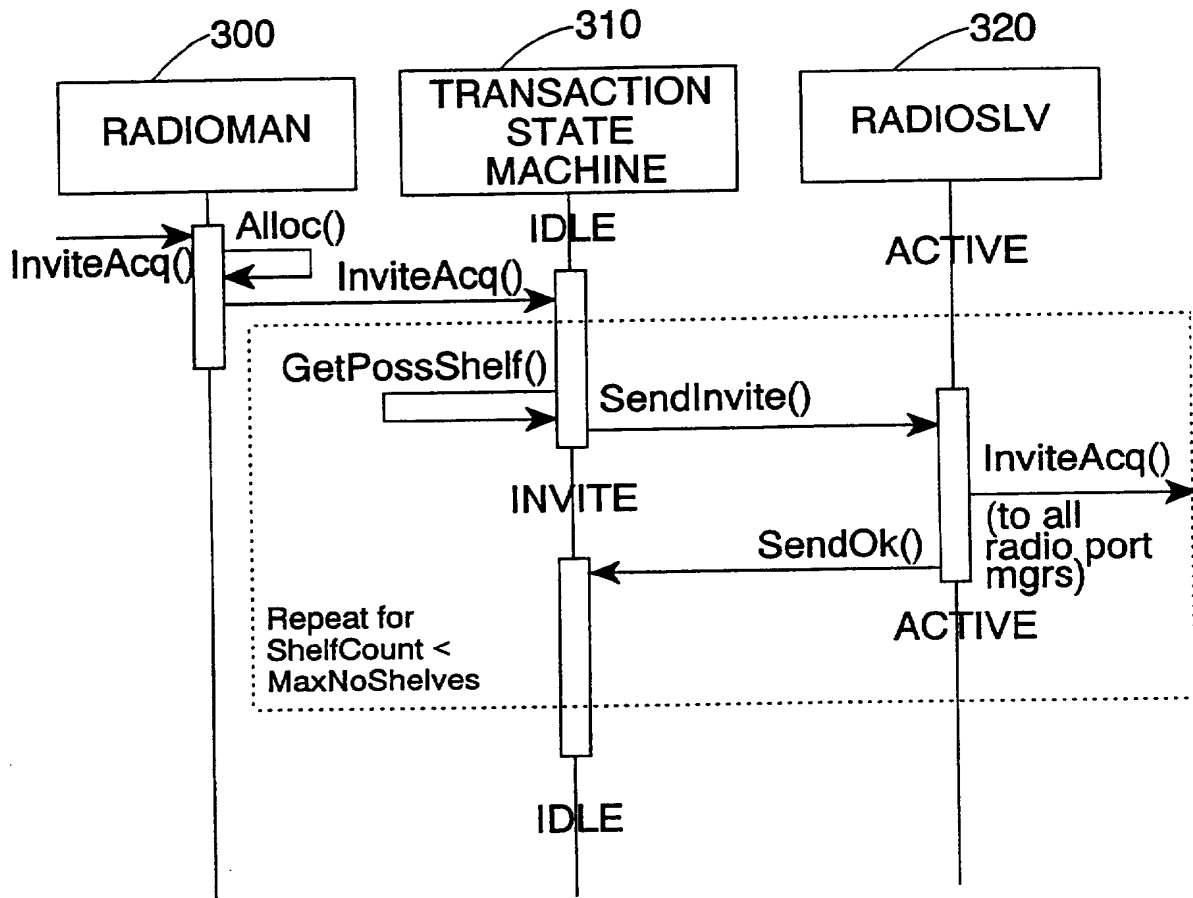 300
310
320
RADIOMAN
TRANSACTION
STATE
MACHINE
RADIOSLV
IDLE
ACTIVE
InviteAcq()
Alloc()
InviteAcq()
GetPossShelf()
SendInvite()
INVITE
InviteAcq()
(to all
radio port
mgrs)
SendOk()
ACTIVE
Repeat for
ShelfCount <
MaxNoShelves
IDLE